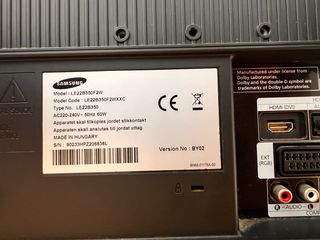 SAMSUNG
Model : LE22B350F2W
Model Code : LE22B350F2WXXC
Type No. : LE22B350
AC220-240V~ 50Hz 60W
Apparatet skal tilkoples jordet stikkontakt
Apparaten skall anslutas till jordat uttag
MADE IN HUNGARY
Version No : BY02
CE
Manufactured under license from
Dolby Laboratories.
Dolby and the double-D symbol are
trademarks of Dolby Laboratories.
HDMI/DVI
EXT
(RGB)
AUDIO
L